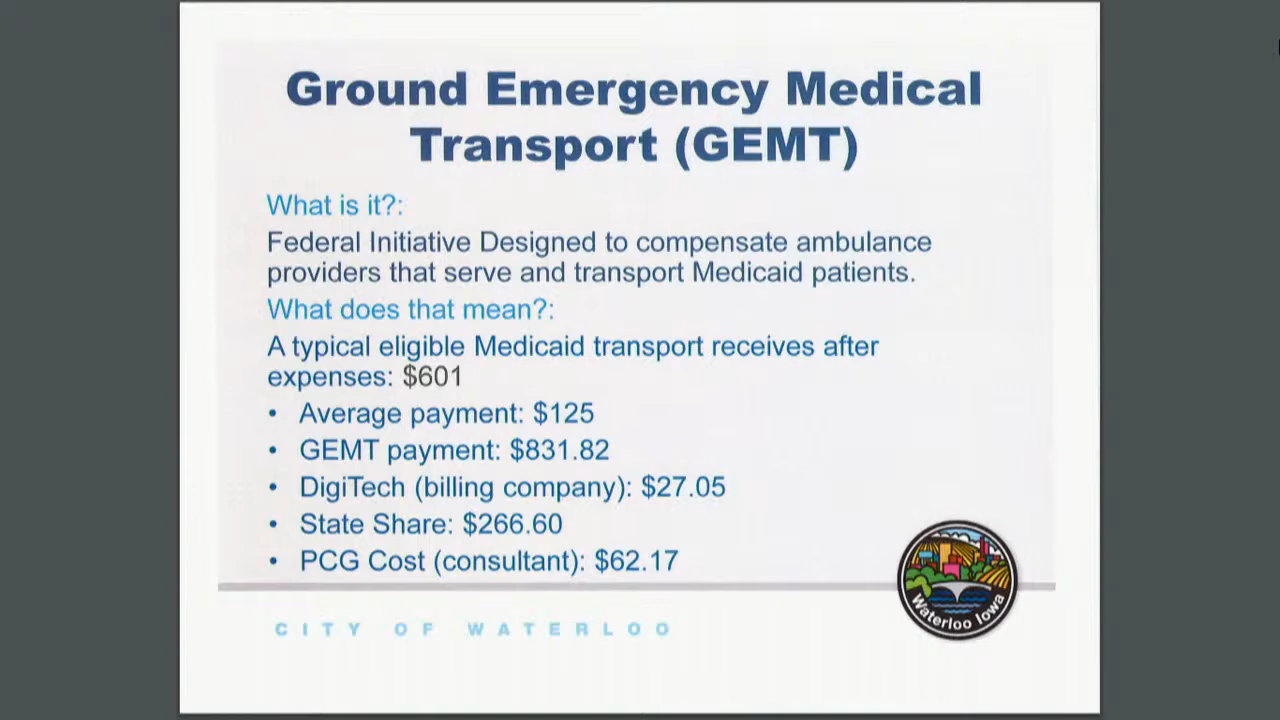 Ground Emergency Medical
Transport (GEMT)
What is it?:
Federal Initiative Designed to compensate ambulance
providers that serve and transport Medicaid patients.
What does that mean?:
A typical eligible Medicaid transport receives after
expenses: $601
• Average payment: $125
• GEMT payment: $831.82
• DigiTech (billing company): $27.05
• State Share: $266.60
• PCG Cost (consultant): $62.17
CITY OF WATERLOO
Waterloo Iowa